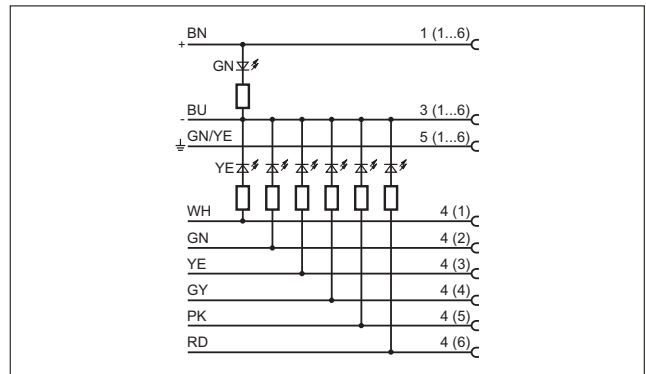 BN 1 (1...6)
+
GN
BU 3 (1...6)
-
GN/YE 5 (1...6)
YE
WH 4 (1)
GN 4 (2)
YE 4 (3)
GY 4 (4)
PK 4 (5)
RD 4 (6)